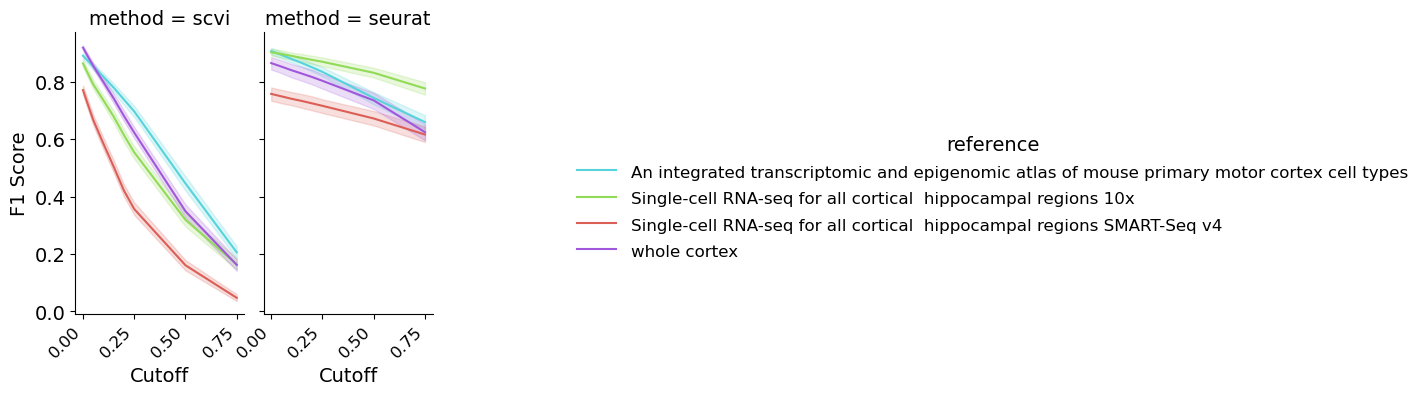 method = scvi
method = seurat
F1 Score
0.8
0.6
0.4
0.2
0.0
0.00
0.25
0.50
0.75
0.00
0.25
0.50
0.75
Cutoff
Cutoff
reference
An integrated transcriptomic and epigenomic atlas of mouse primary motor cortex cell types
Single-cell RNA-seq for all cortical  hippocampal regions 10x
Single-cell RNA-seq for all cortical  hippocampal regions SMART-Seq v4
whole cortex